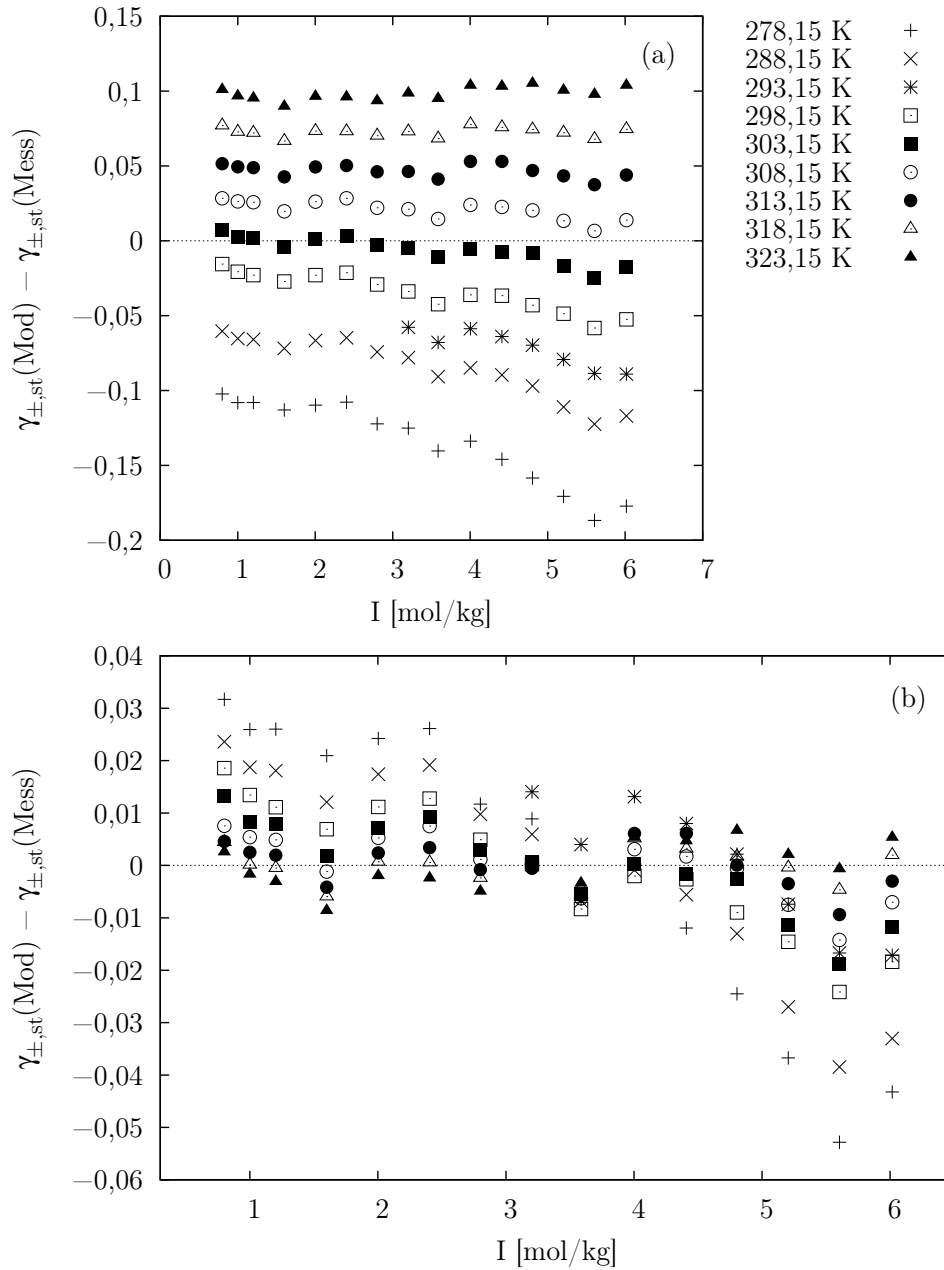 0,15
0,1
0,05
0
−0,05
−0,1
−0,15
−0,2
0 1 2 3 4 5 6 7
I [mol/kg]
γ±,st(Mod) − γ±,st(Mess)
(a)
278,15 K
288,15 K
293,15 K
298,15 K
303,15 K
308,15 K
313,15 K
318,15 K
323,15 K
0,04
0,03
0,02
0,01
0
−0,01
−0,02
−0,03
−0,04
−0,05
−0,06
1 2 3 4 5 6
I [mol/kg]
γ±,st(Mod) − γ±,st(Mess)
(b)